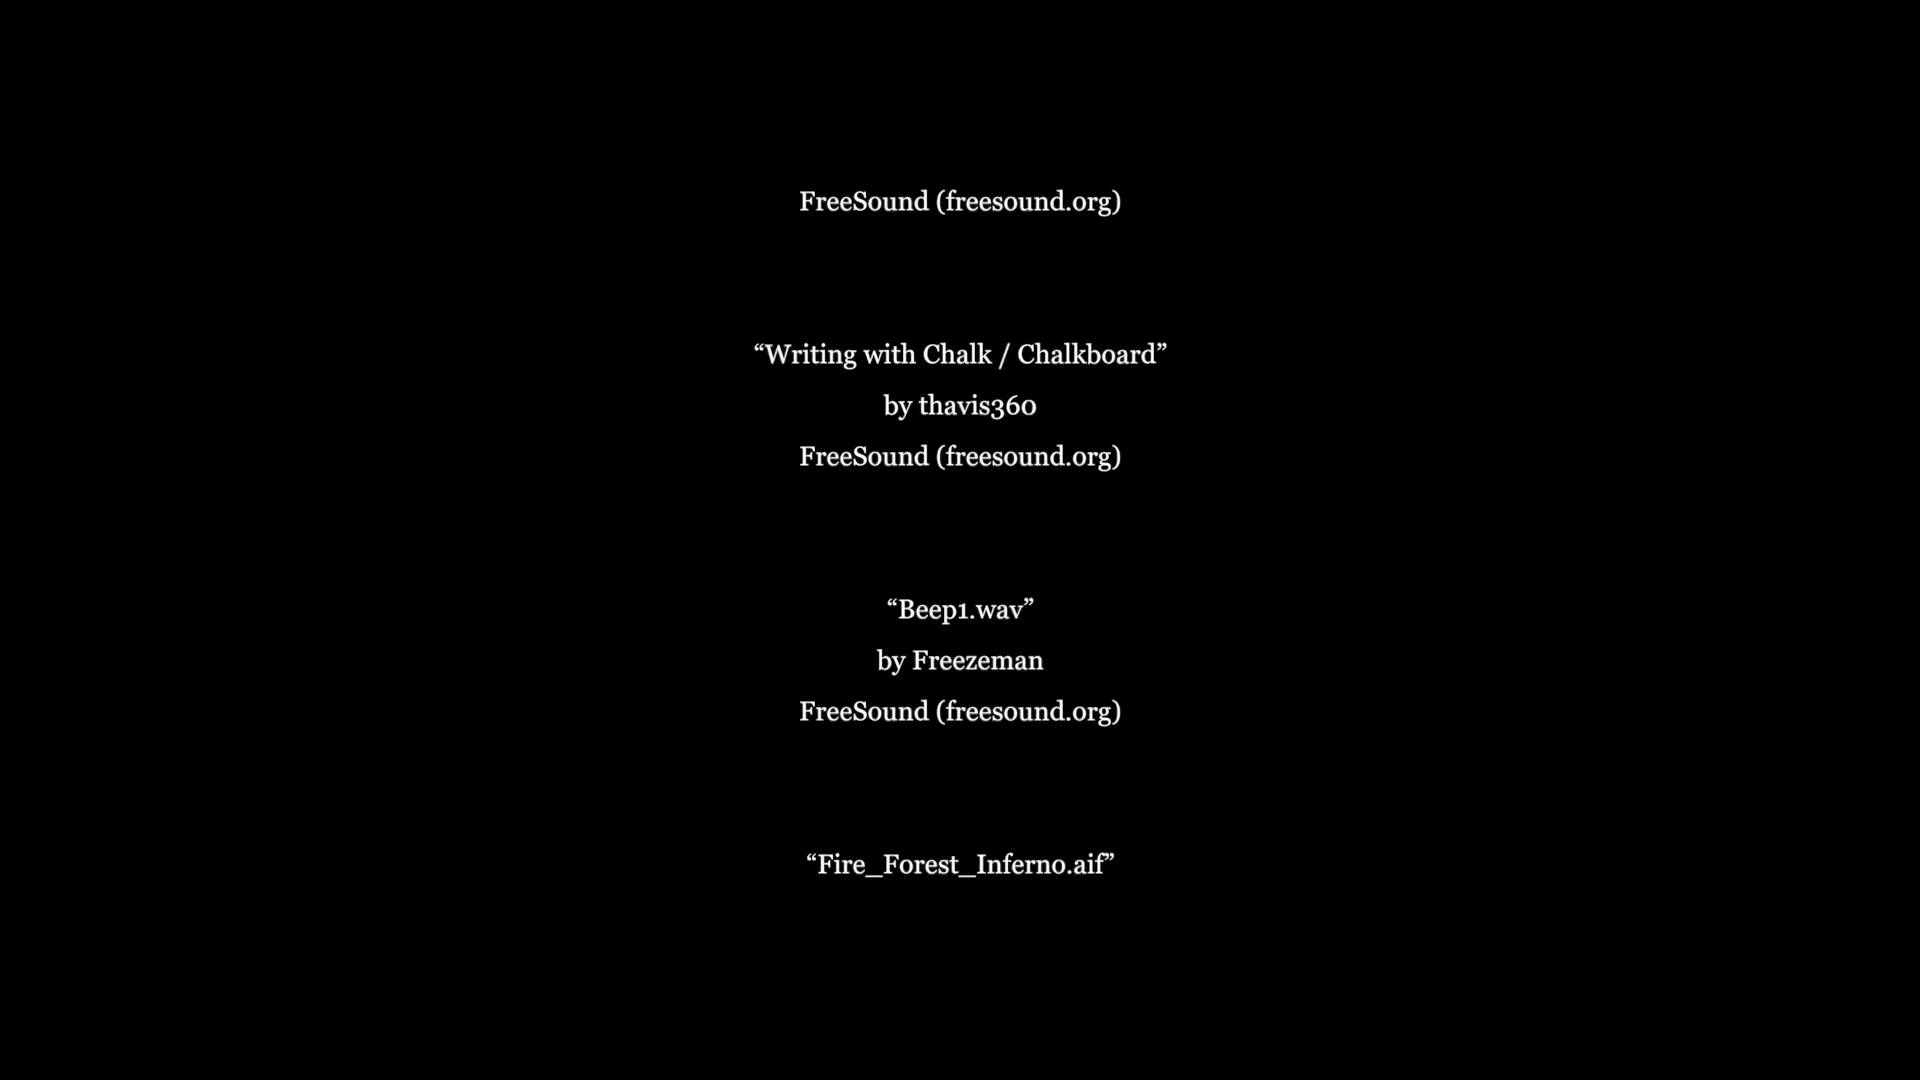 FreeSound (freesound.org)
“Writing with Chalk / Chalkboard”
by thavis360
FreeSound (freesound.org)
“Beep1.wav”
by Freezeman
FreeSound (freesound.org)
“Fire_Forest_Inferno.aif”